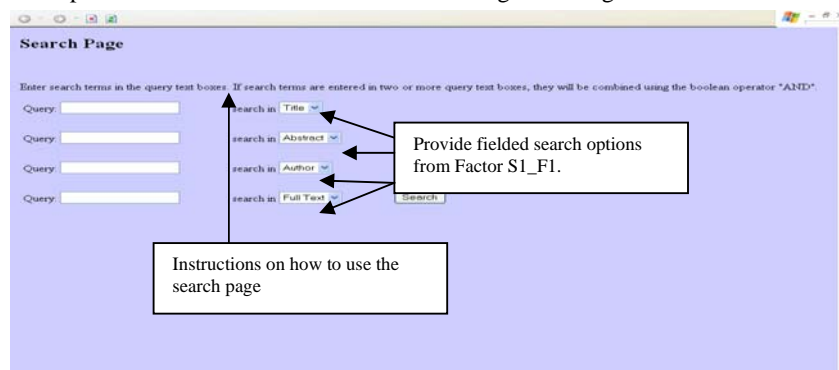 Search Page
Enter search terms in the query text boxes. If search terms are entered in two or more query text boxes, they will be combined using the boolean operator "AND".
Query: search in Title
Query: search in Abstract
Provide fielded search options
from Factor S1_F1.
Query: search in Author
Query: search in Full Text Search
Instructions on how to use the
search page